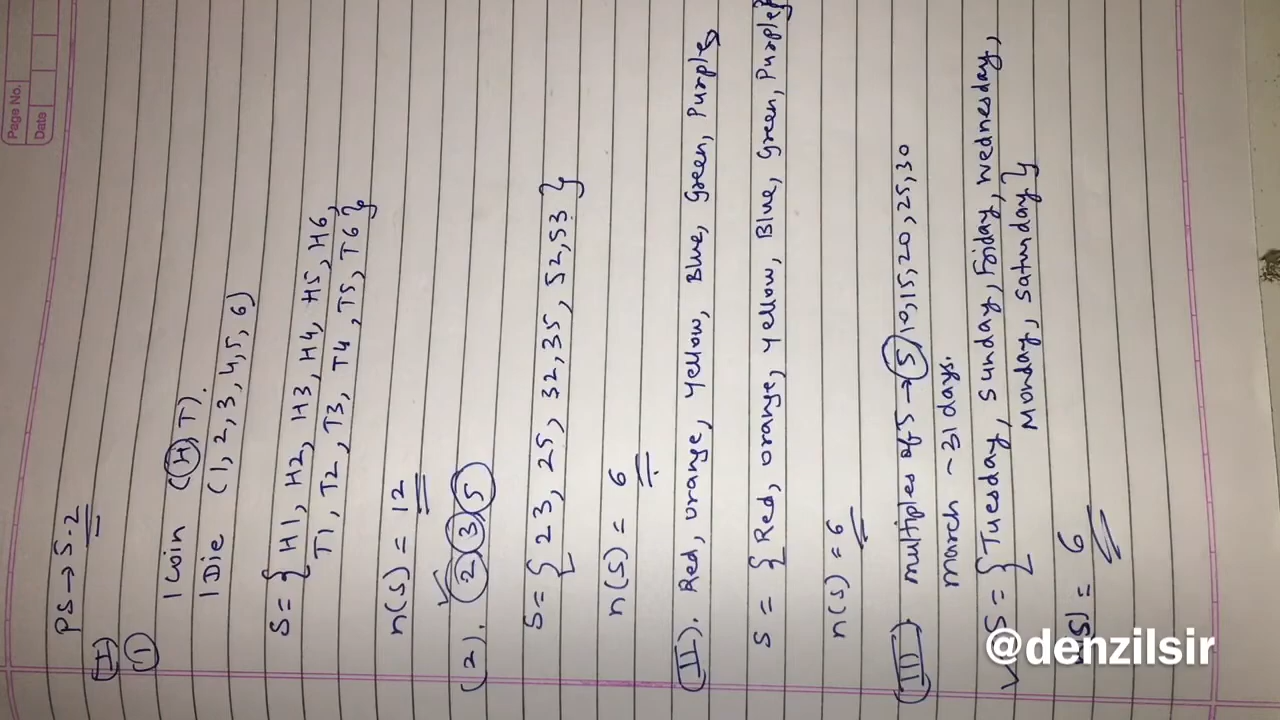 Page No.
Date
PS → 5.2
(I)
(1)
1 Coin (H, T).
1 Die (1, 2, 3, 4, 5, 6)
S = { H1, H2, H3, H4, H5, H6,
T1, T2, T3, T4, T5, T6 }
n(S) = 12
(2). 2, 3, 5
S = { 23, 25, 32, 35, 52, 53 }
n(S) = 6
(II). Red, orange, Yellow, Blue, Green, Purple
S = { Red, orange, Yellow, Blue, Green, Purple }
n(S) = 6
(III) multiples of 5 → 5, 10, 15, 20, 25, 30
March - 31 days.
S = { Tuesday, Sunday, Friday, Wednesday,
Monday, Saturday }
n(S) = 6
@denzilsir